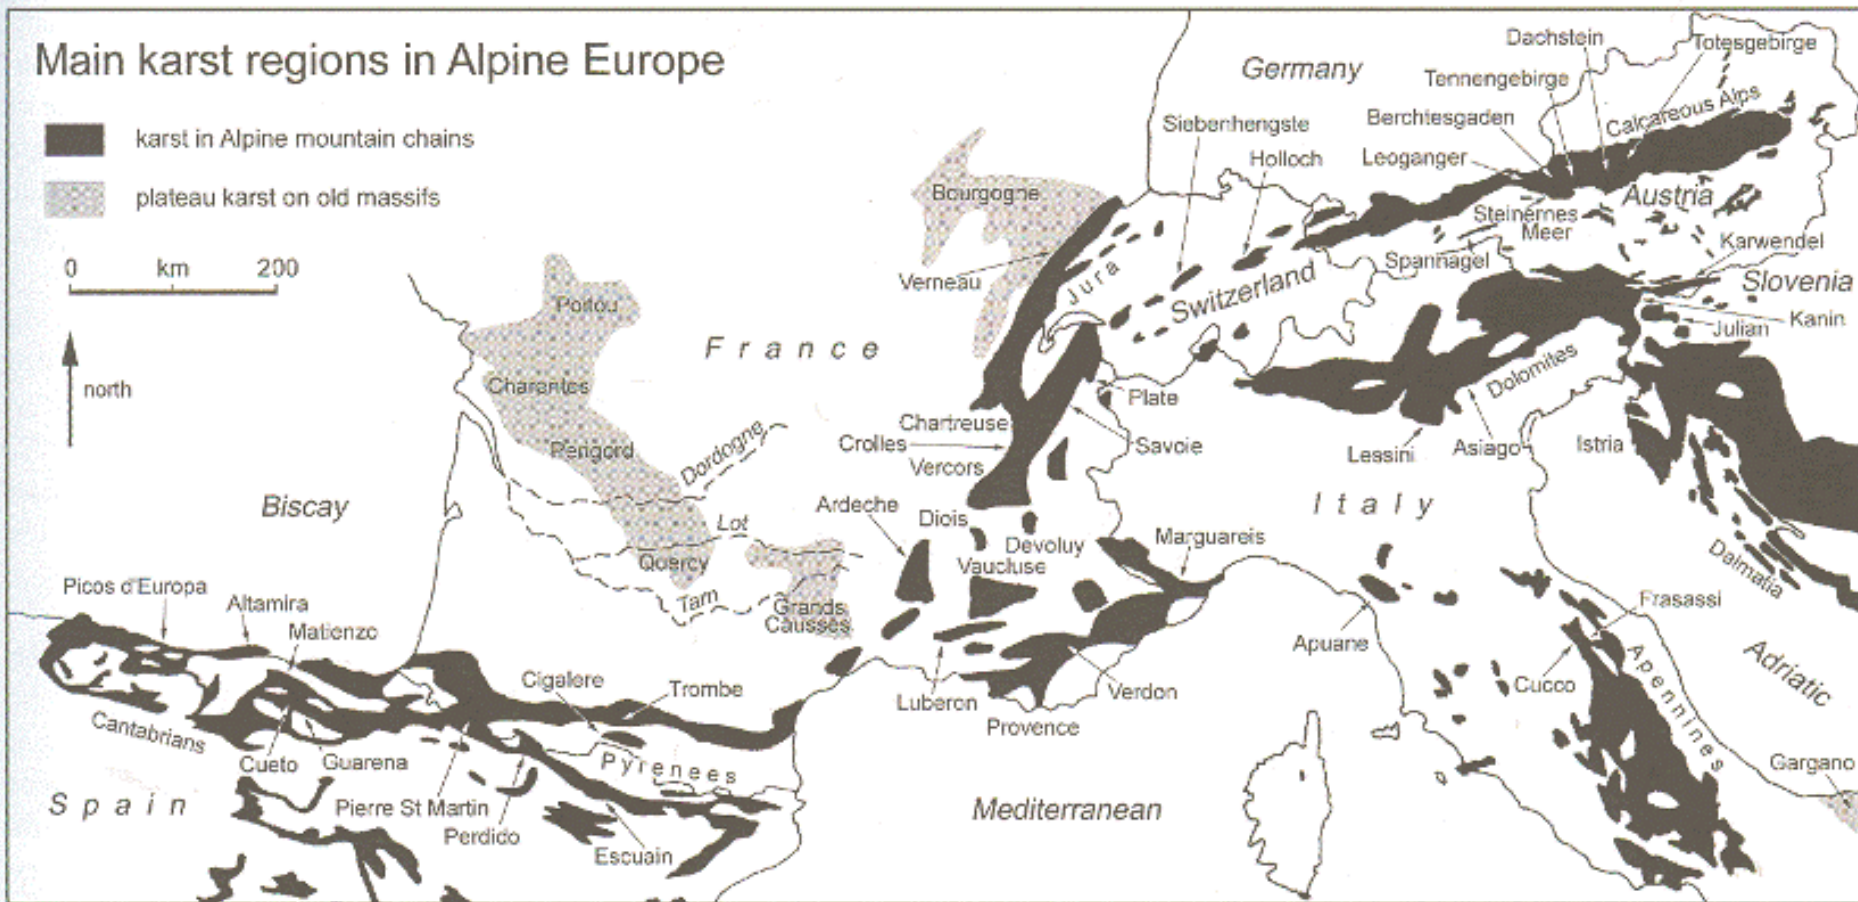 Main karst regions in Alpine Europe
karst in Alpine mountain chains
plateau karst on old massifs
0 km 200
north
Germany
Dachstein
Totesgebirge
Tennengebirge
Calcareous Alps
Berchtesgaden
Siebenhengste
Holloch
Leoganger
Bourgogne
Austria
Steinernes
Meer
Karwendel
Spannagel
Verneau
Jura
Switzerland
Slovenia
Kanin
Julian
Poitou
France
Charentes
Dolomites
Plate
Chartreuse
Crolles
Savoie
Vercors
Lessini
Asiago
Istria
Perigord
Dordogne
Biscay
Italy
Ardeche
Diois
Lot
Devoluy
Marguareis
Vaucluse
Quercy
Dalmatia
Picos d'Europa
Altamira
Matienzo
Tarn
Grands
Causses
Frasassi
Apuane
Cigalere
Trombe
Luberon
Verdon
Provence
Cucco
Apennines
Adriatic
Cantabrians
Cueto
Guarena
Pyrenees
Gargano
Spain
Pierre St Martin
Perdido
Escuain
Mediterranean